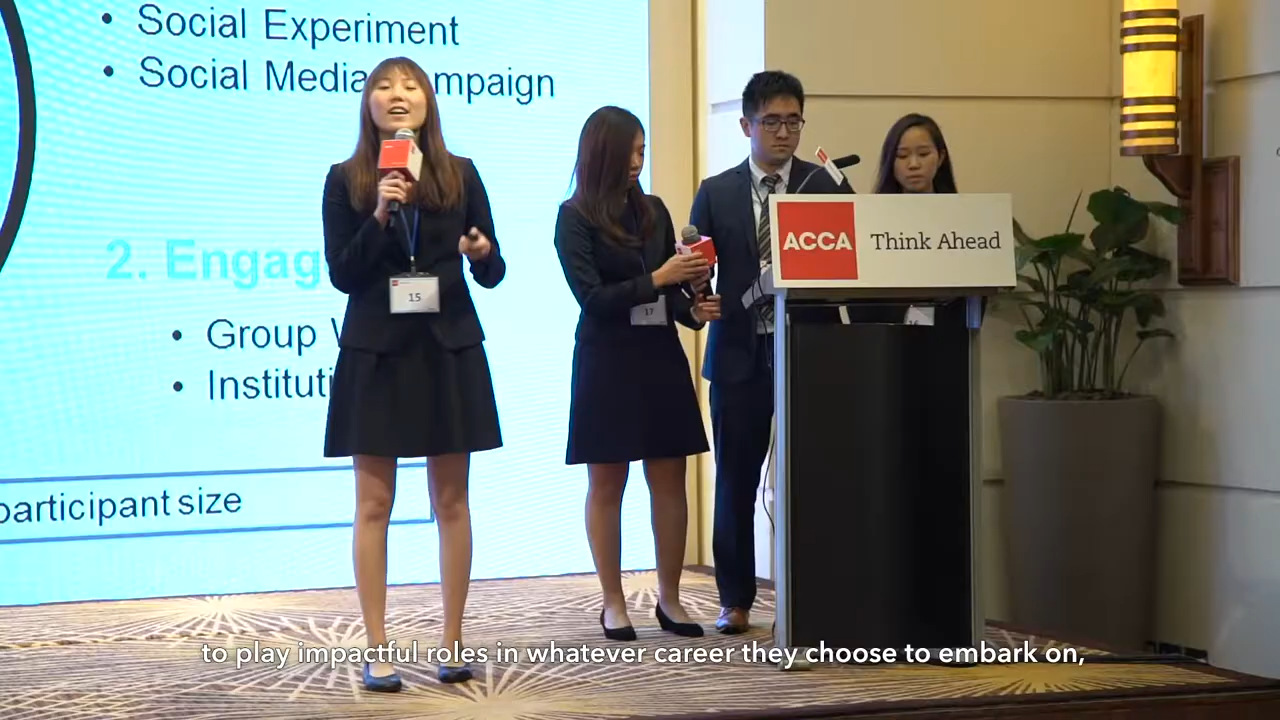 • Social Experiment
• Social Media mpaign
2. Engag
• Group
• Instituti
participant size
15
17
16
ACCA
Think Ahead
to play impactful roles in whatever career they choose to embark on,